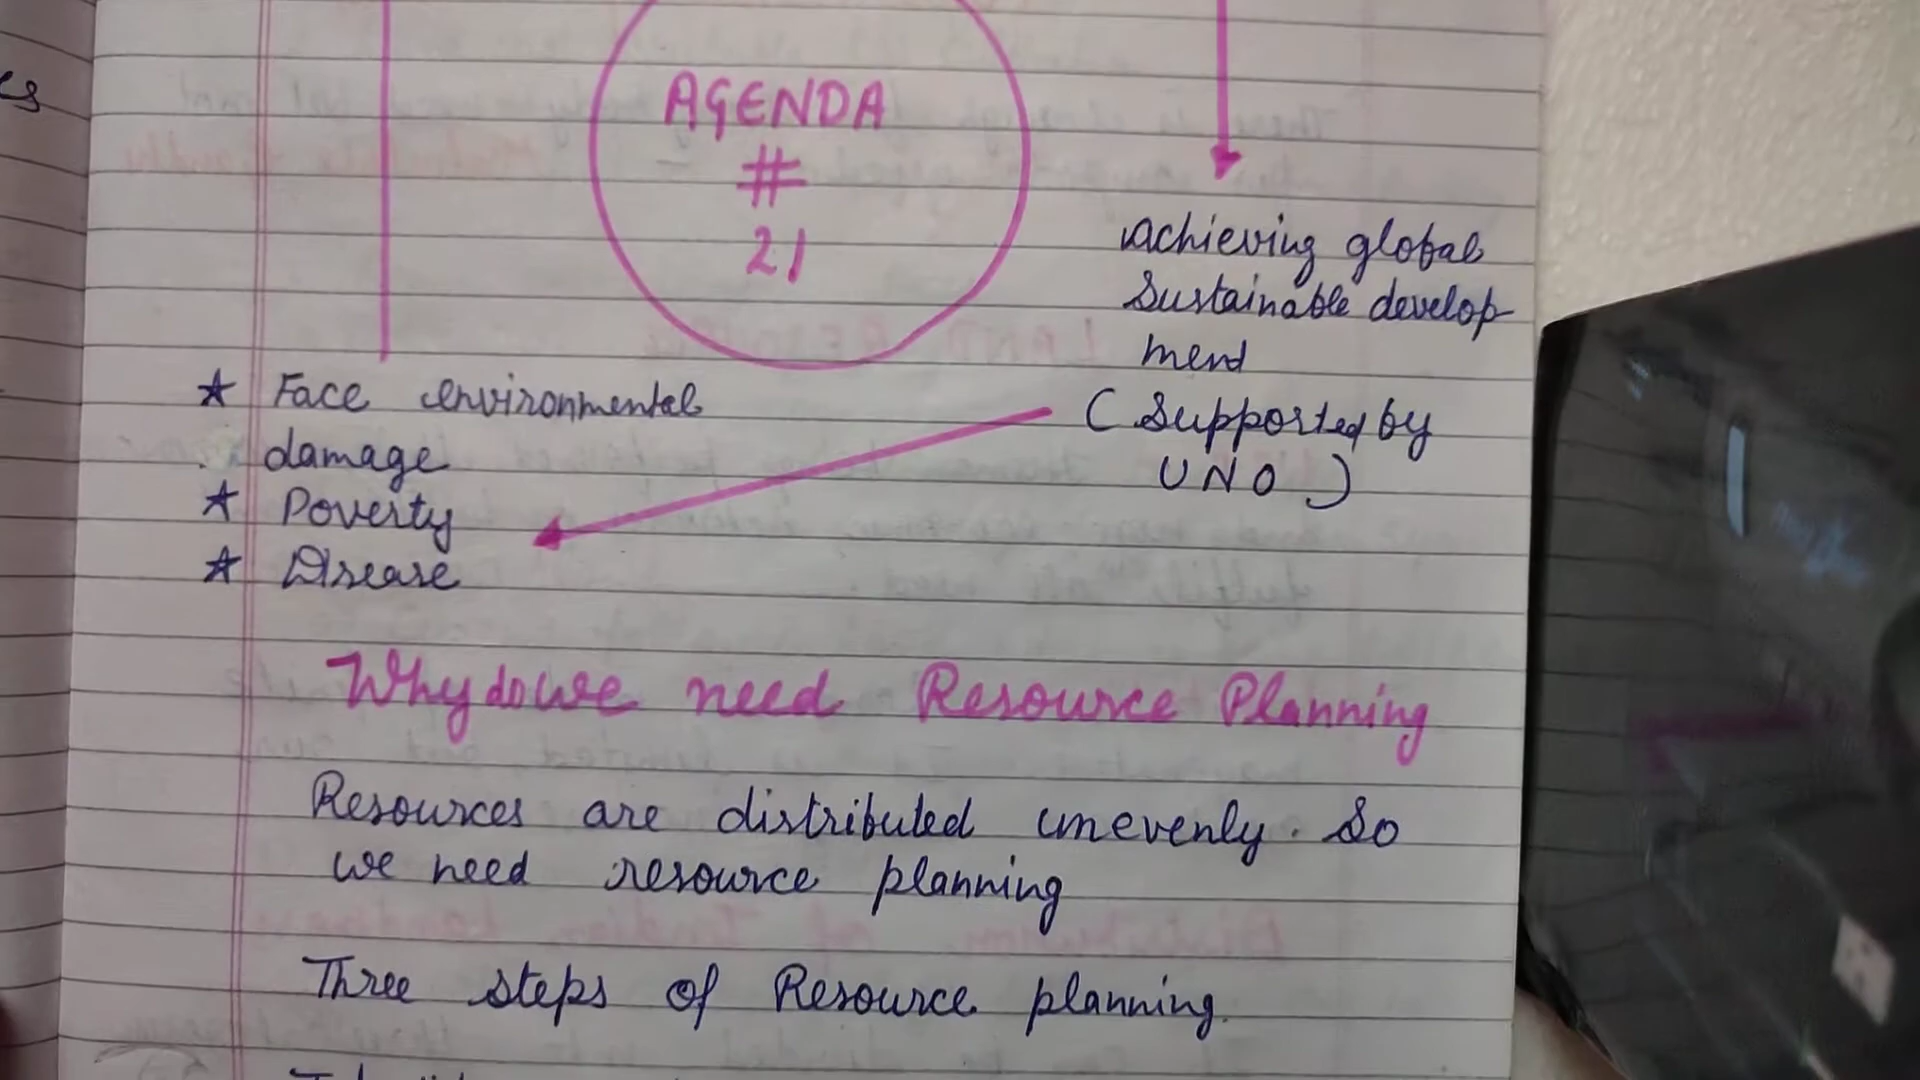 AGENDA
#
21
achieving global
Sustainable develop
ment
(Supported by
UNO)
★ Face environmental
damage
★ Poverty
★ Disease
Why do we need Resource Planning
Resources are distributed unevenly. So
we need resource planning
Three steps of Resource planning.